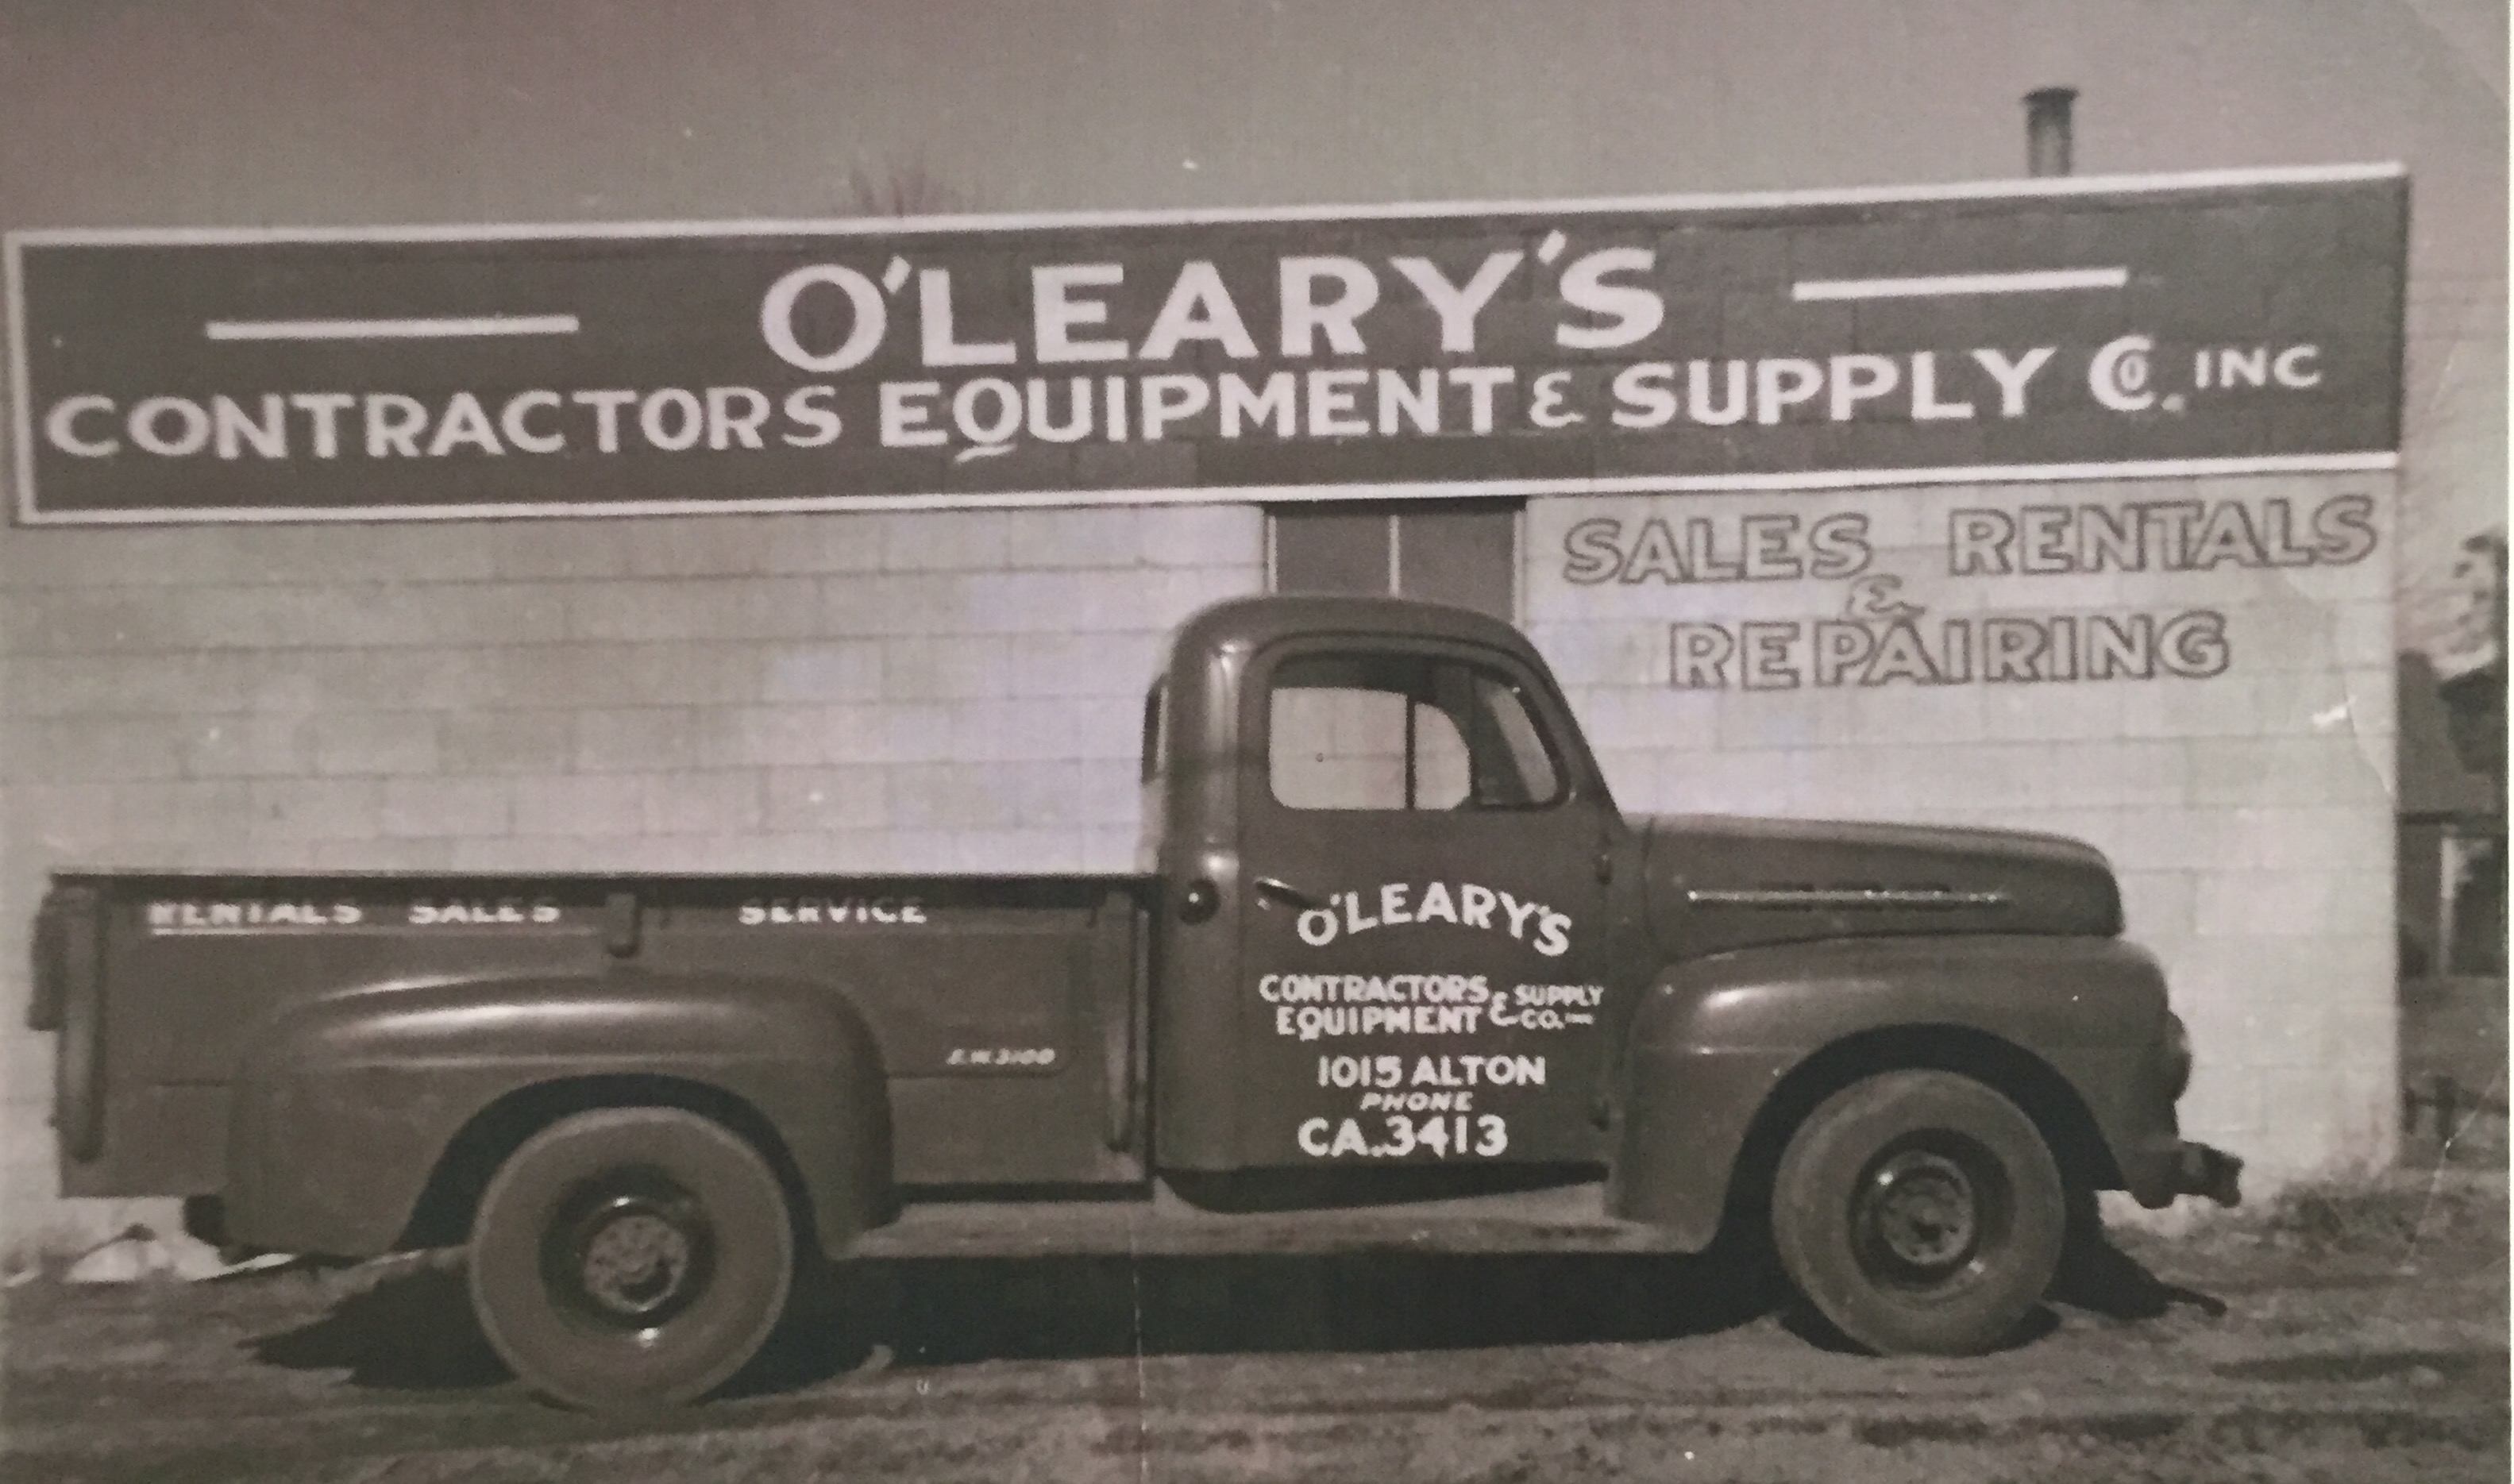 O'LEARY'S
CONTRACTORS EQUIPMENT & SUPPLY CO. INC
SALES RENTALS
&
REPAIRING
RENTALS SALES SERVICE
O'LEARY'S
CONTRACTORS & SUPPLY
EQUIPMENT CO. INC
1015 ALTON
PHONE
CA. 3413